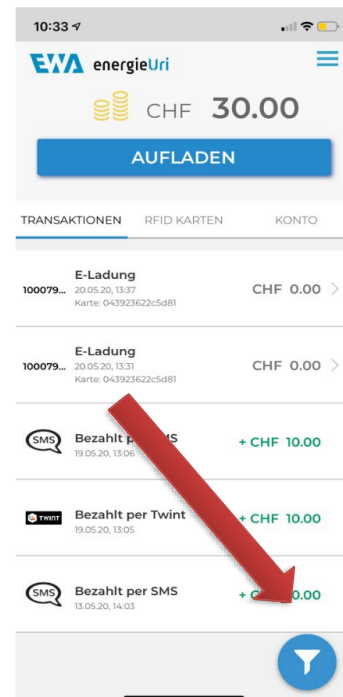 10:33
EWA energieUri
CHF 30.00
AUFLADEN
TRANSAKTIONEN RFID KARTEN KONTO
E-Ladung
100079... 20.05.20, 13:37 CHF 0.00
Karte: 043923622c5d81
E-Ladung
100079... 20.05.20, 13:31 CHF 0.00
Karte: 043923622c5d81
SMS Bezahlt + CHF 10.00
19.05.20, 13:06
TWINT Bezahlt per Twint + CHF 10.00
19.05.20, 13:05
SMS Bezahlt per SMS +
13.05.20, 14:03